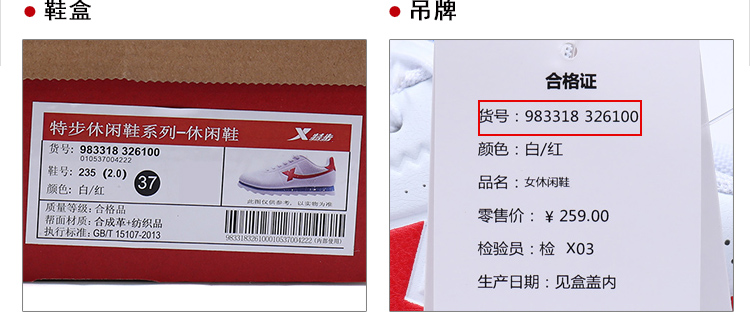 鞋盒
特步休闲鞋系列-休闲鞋
特步
货号: 983318 326100
010537004222
鞋号: 235 (2.0)
37
颜色: 白/红
此图仅供参考，以实物为准
质量等级: 合格品
帮面材质: 合成革+纺织品
执行标准: GB/T 15107-2013
983318326100010537004222 (内部使用)
吊牌
合格证
货号：983318 326100
颜色：白/红
品名：女休闲鞋
零售价：￥259.00
检验员：检 X03
生产日期：见盒盖内